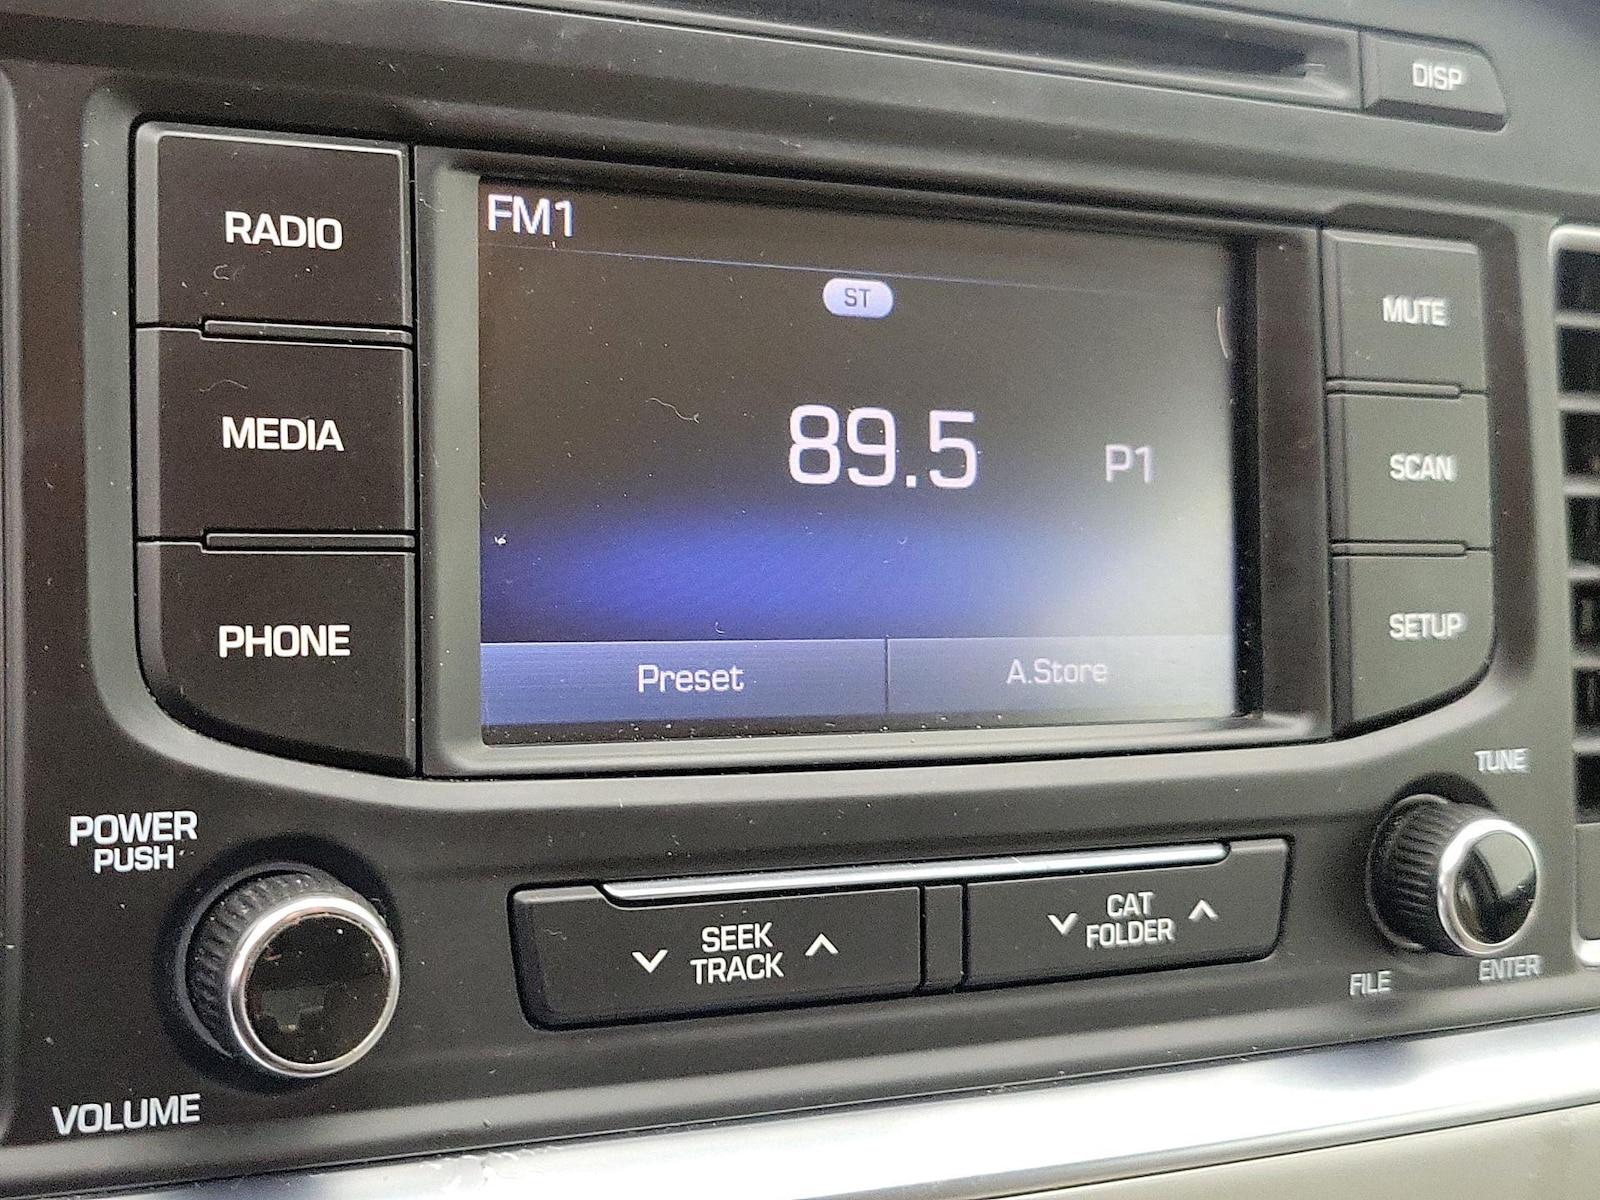 DISP
RADIO
MEDIA
PHONE
FM1
ST
89.5
P1
Preset
A.Store
MUTE
SCAN
SETUP
POWER
PUSH
VOLUME
SEEK
TRACK
CAT
FOLDER
TUNE
FILE
ENTER